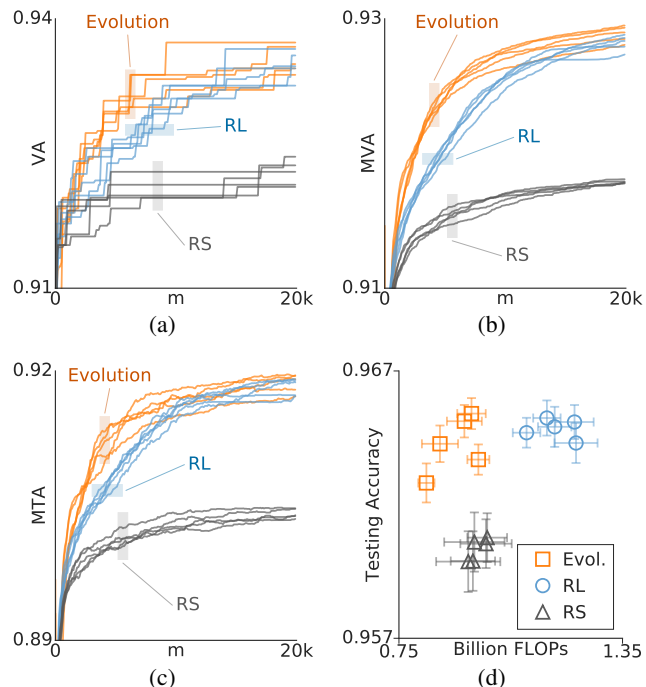 0.94
Evolution
RL
VA
RS
0.91
0
m
20k
(a)
0.93
Evolution
RL
MVA
RS
0.91
0
m
20k
(b)
0.92
Evolution
RL
MTA
RS
0.89
0
m
20k
(c)
0.967
Testing Accuracy
Evol.
RL
RS
0.957
0.75
Billion FLOPs
1.35
(d)